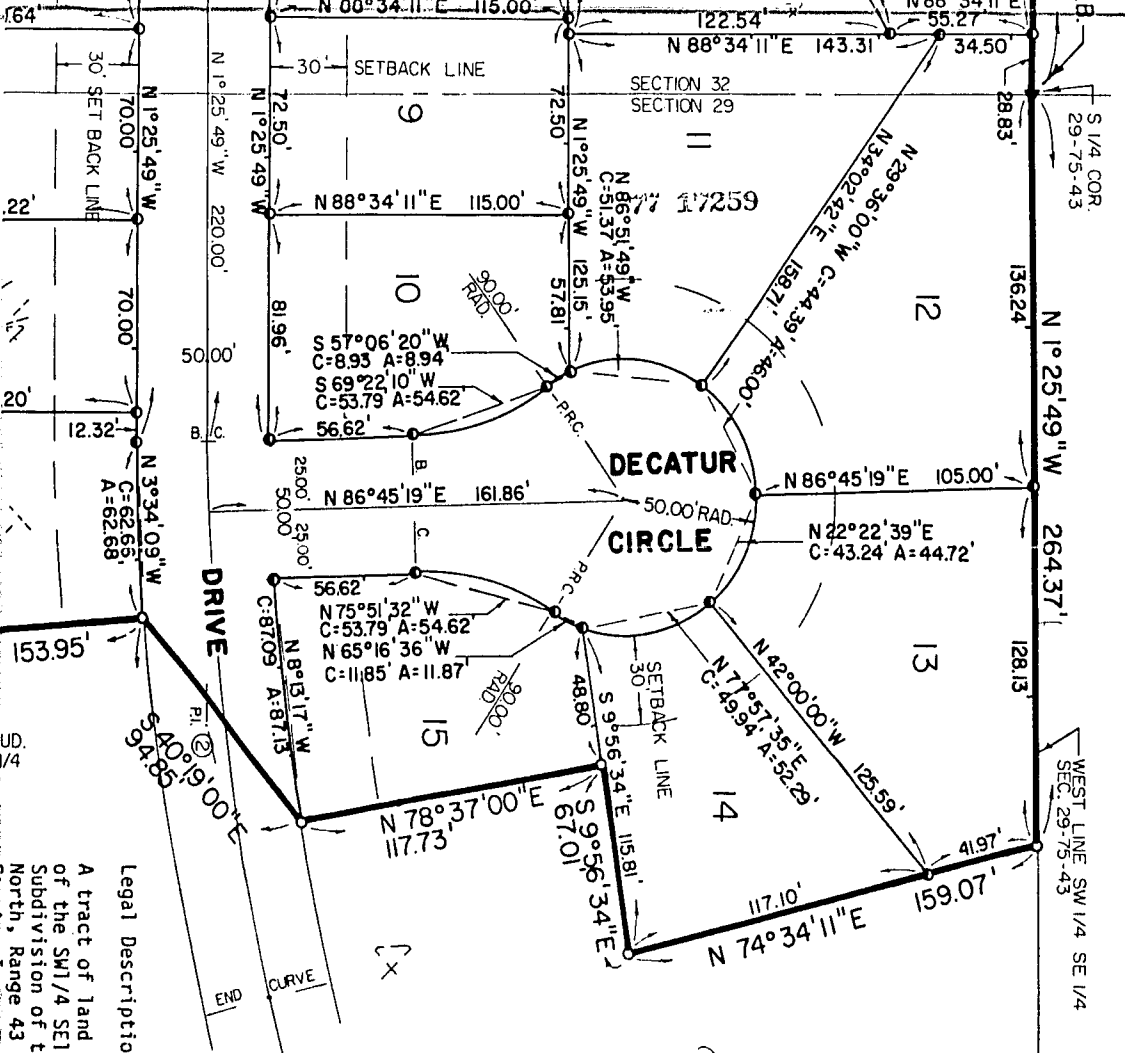 .64'
N 88°34'11"E 115.00'
122.54'
N 88°34'11"E
55.27'
N 88°34'11"E 143.31'
34.50'
B.
30'
SETBACK LINE
30' SET BACK LINE
N 1°25'49"W
70.00'
N 1°25'49"W 220.00'
72.50'
N 1°25'49"W
9
72.50'
N 1°25'49"W 125.15'
SECTION 32
SECTION 29
11
28.83'
S 1/4 COR.
29-75-43
.22'
N 88°34'11"E 115.00'
77 17259
N 86°51'49"W
C=51.37' A=53.95'
N 34°02'42"E 158.71'
N 29°36'00"W C=44.39' A=46.00'
136.24'
12
N 1°25'49"W 264.37'
70.00'
81.96'
10
90.00'
RAD.
57.81'
50.00'
S 57°06'20"W
C=8.93 A=8.94'
S 69°22'10"W
C=53.79' A=54.62'
20'
12.32'
B.C.
56.62'
P.R.C.
B
C
DECATUR
CIRCLE
N 86°45'19"E 161.86'
50.00' RAD.
N 86°45'19"E 105.00'
25.00'
50.00'
25.00'
N 22°22'39"E
C=43.24' A=44.72'
N 3°34'09"W
C=62.65'
A=62.68'
DRIVE
56.62'
P.R.C.
N 75°51'32"W
C=53.79' A=54.62'
N 65°16'36"W
C=11.85' A=11.87'
90.00'
RAD.
153.95'
N 8°13'17"W
C=87.09' A=87.13
15
48.80'
S 9°56'34"E 115.81'
SETBACK LINE
30'
N 42°00'00"W 125.59'
N 77°57'35"E
C=49.94' A=52.29'
13
128.13'
WEST LINE SW 1/4 SE 1/4
SEC. 29-75-43
UD.
1/4
P.I. 2
S 40°19'00"E
94.85'
N 78°37'00"E
117.73'
S 9°56'34"E
67.01'
14
41.97'
117.10'
159.07'
N 74°34'11"E
END
CURVE
Legal Descriptio
A tract of land
of the SW1/4 SE1
Subdivision of t
North, Range 43